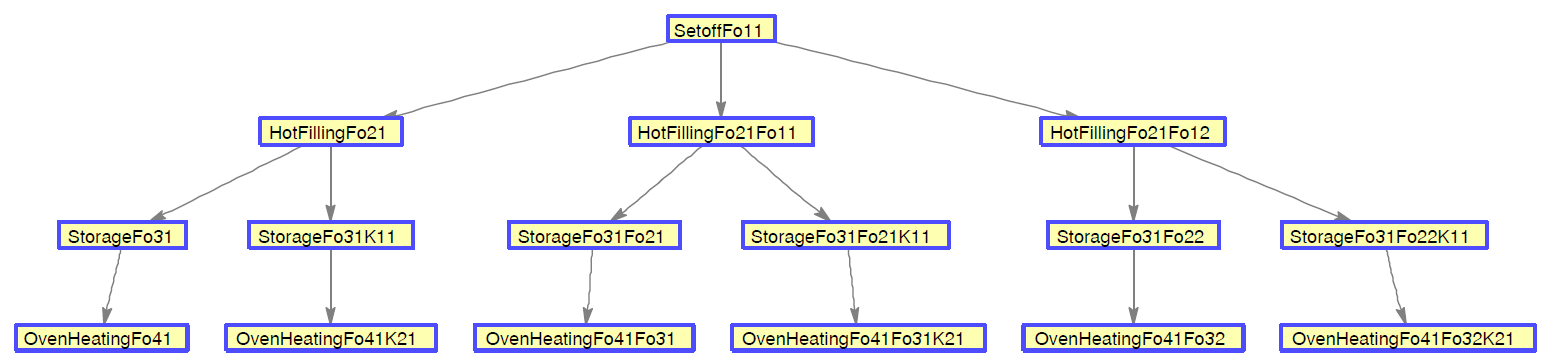 SetoffFo11
HotFillingFo21
HotFillingFo21Fo11
HotFillingFo21Fo12
StorageFo31
StorageFo31K11
StorageFo31Fo21
StorageFo31Fo21K11
StorageFo31Fo22
StorageFo31Fo22K11
OvenHeatingFo41
OvenHeatingFo41K21
OvenHeatingFo41Fo31
OvenHeatingFo41Fo31K21
OvenHeatingFo41Fo32
OvenHeatingFo41Fo32K21